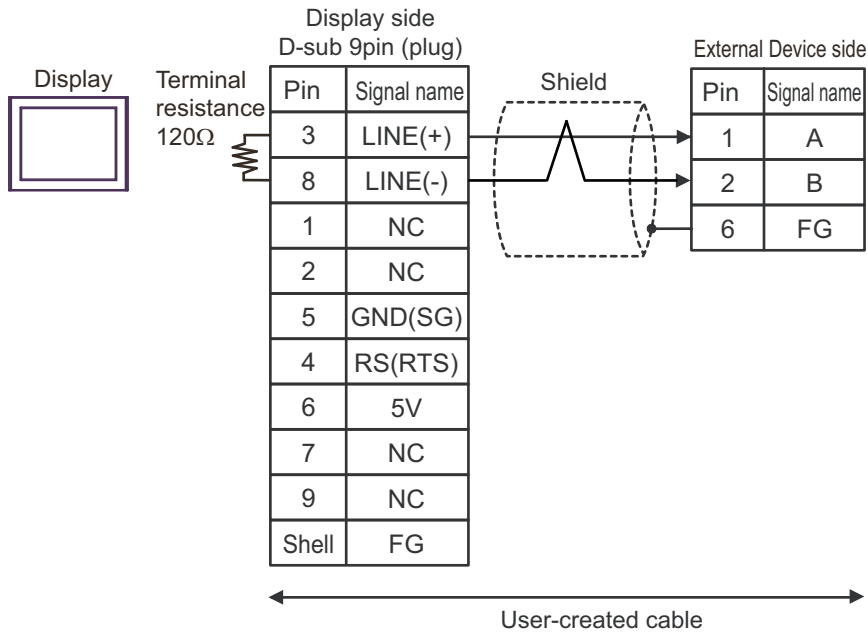 Display side
D-sub 9pin (plug)
External Device side
Display
Terminal
resistance
120Ω
Shield
Pin Signal name
3 LINE(+)
8 LINE(-)
1 NC
2 NC
5 GND(SG)
4 RS(RTS)
6 5V
7 NC
9 NC
Shell FG
Pin Signal name
1 A
2 B
6 FG
User-created cable